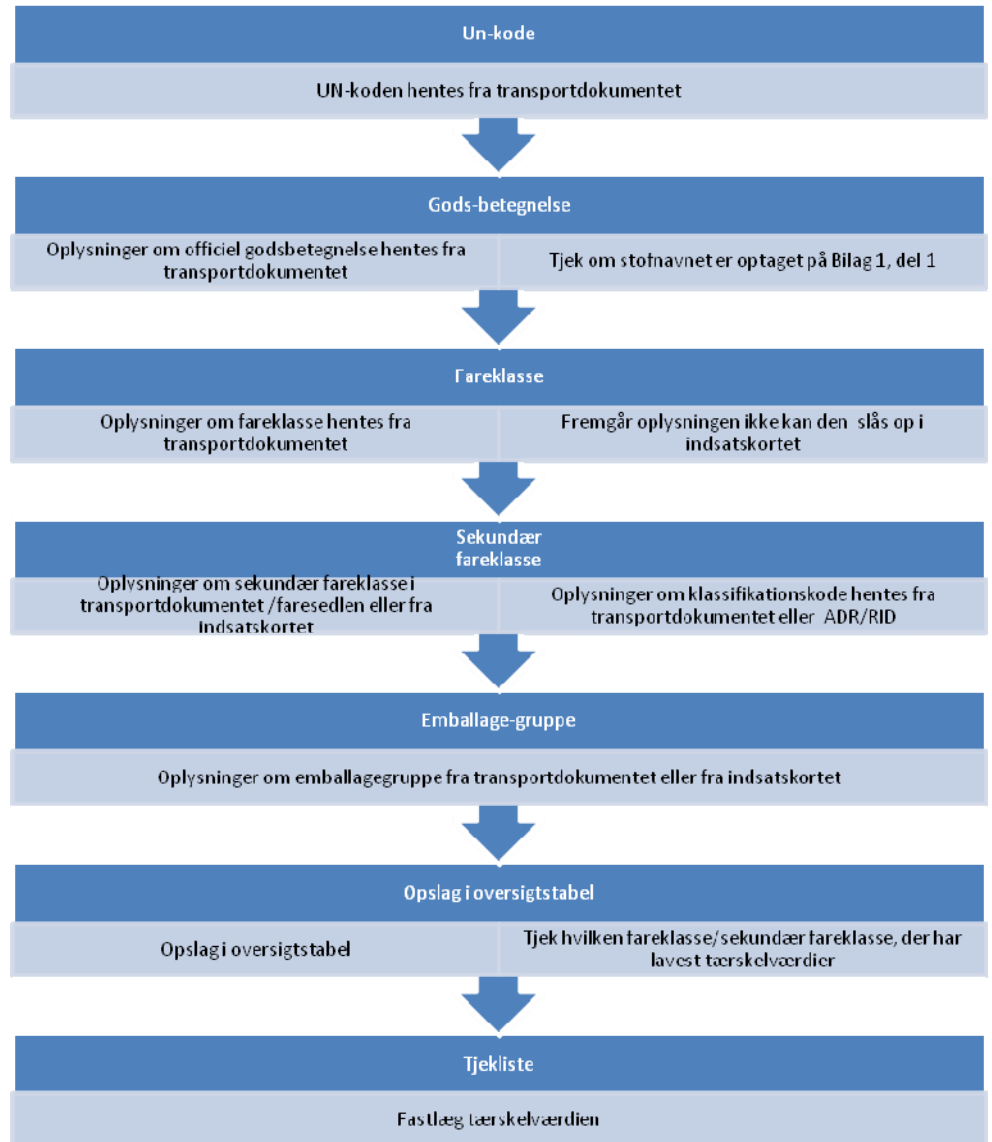 Un-kode
UN-koden hentes fra transportdokumentet
Gods-betegnelse
Oplysninger om officiel godsbetegnelse hentes fra
transportdokumentet
Tjek om stofnavnet er optaget på Bilag 1, del 1
Fareklasse
Oplysninger om fareklasse hentes fra
transportdokumentet
Fremgår oplysningen ikke kan den slås op i
indsatskortet
Sekundær
fareklasse
Oplysninger om sekundær fareklasse i
transportdokumentet /faresedlen eller fra
indsatskortet
Oplysninger om klassifikationskode hentes fra
transportdokumentet eller ADR/RID
Emballage-gruppe
Oplysninger om emballagegruppe fra transportdokumentet eller fra indsatskortet
Opslag i oversigtstabel
Opslag i oversigtstabel
Tjek hvilken fareklasse/sekundær fareklasse, der har
lavest tærskelværdier
Tjekliste
Fastlæg tærskelværdien